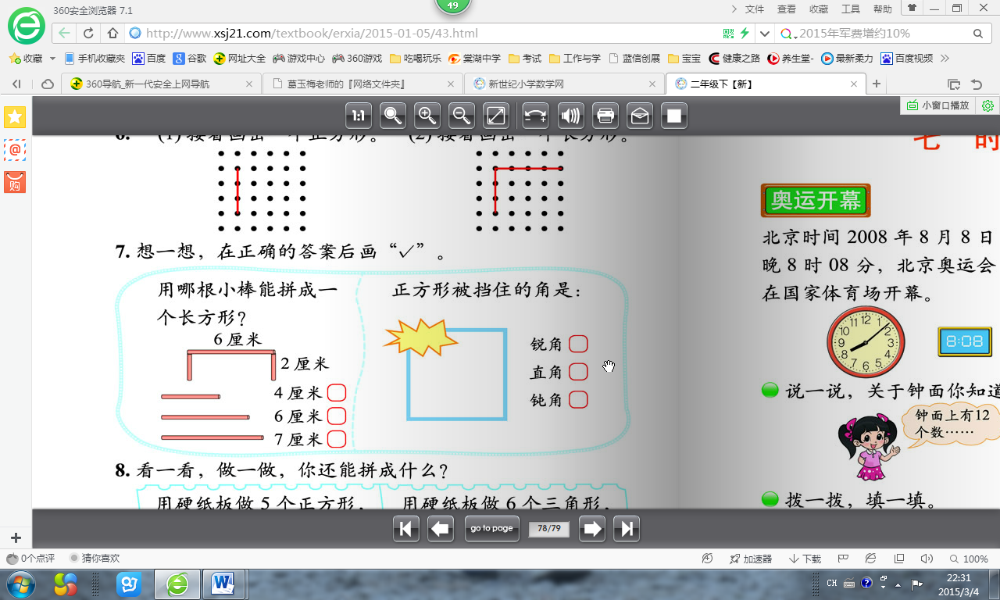 360安全浏览器 7.1
49
文件 查看 收藏 工具 帮助
http://www.xsj21.com/textbook/erxia/2015-01-05/43.html
2015年军费增约10%
收藏 手机收藏夹 百度 谷歌 网址大全 游戏中心 360游戏 吃喝玩乐 棠湖中学 考试 工作与学 蓝信创展 宝宝 健康之路 养生堂- 最新柔力 百度视频
360导航_新一代安全上网导航 葛玉梅老师的『网络文件夹』 新世纪小学数学网 二年级下【新】
小窗口播放
1:1
6. (1) 接着画出一个正方形。 (2) 接着画出一个长方形。
7. 想一想，在正确的答案后画“✓”。
用哪根小棒能拼成一
个长方形?
6 厘米
2 厘米
4 厘米
6 厘米
7 厘米
正方形被挡住的角是：
锐角
直角
钝角
8. 看一看，做一做，你还能拼成什么?
用硬纸板做 5 个正方形，
用硬纸板做 6 个三角形，
七 时
奥运开幕
北京时间 2008 年 8 月 8 日
晚 8 时 08 分，北京奥运会
在国家体育场开幕。
12 1 2 3 4 5 6 7 8 9 10 11
8:08
说一说，关于钟面你知道
钟面上有12
个数……
拨一拨，填一填。
go to page
78/79
0个点评 猜你喜欢
加速器 下载 100%
CH
22:31
2015/3/4